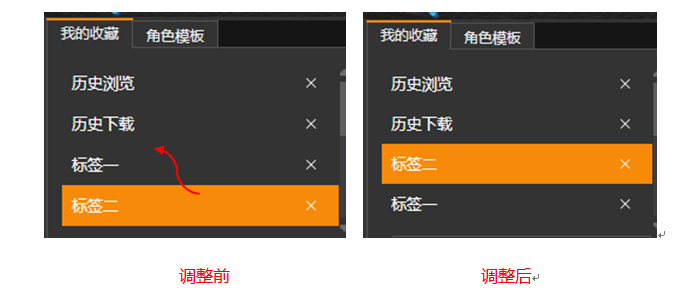 我的收藏 角色模板
历史浏览
历史下载
标签一
标签二
调整前
我的收藏 角色模板
历史浏览
历史下载
标签二
标签一
调整后